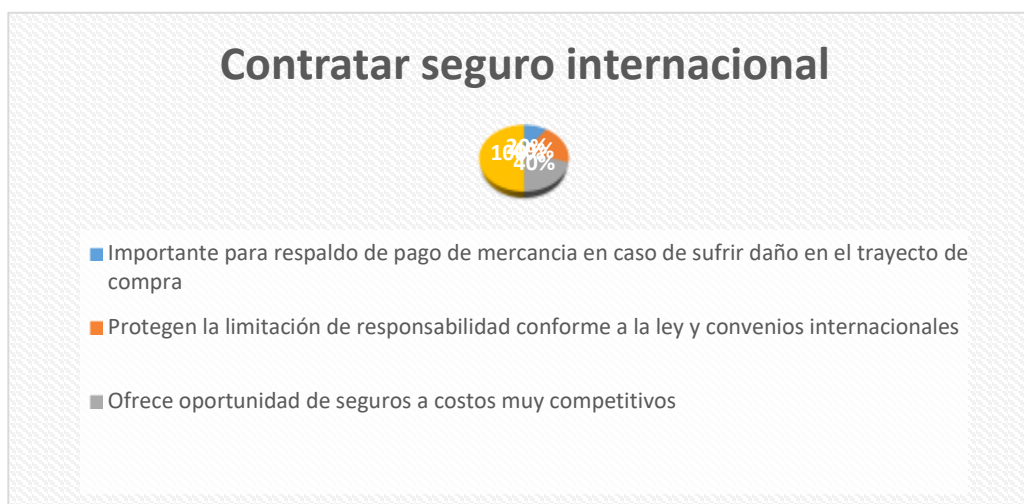 Contratar seguro internacional
40%
Importante para respaldo de pago de mercancia en caso de sufrir daño en el trayecto de
compra
Protegen la limitación de responsabilidad conforme a la ley y convenios internacionales
Ofrece oportunidad de seguros a costos muy competitivos